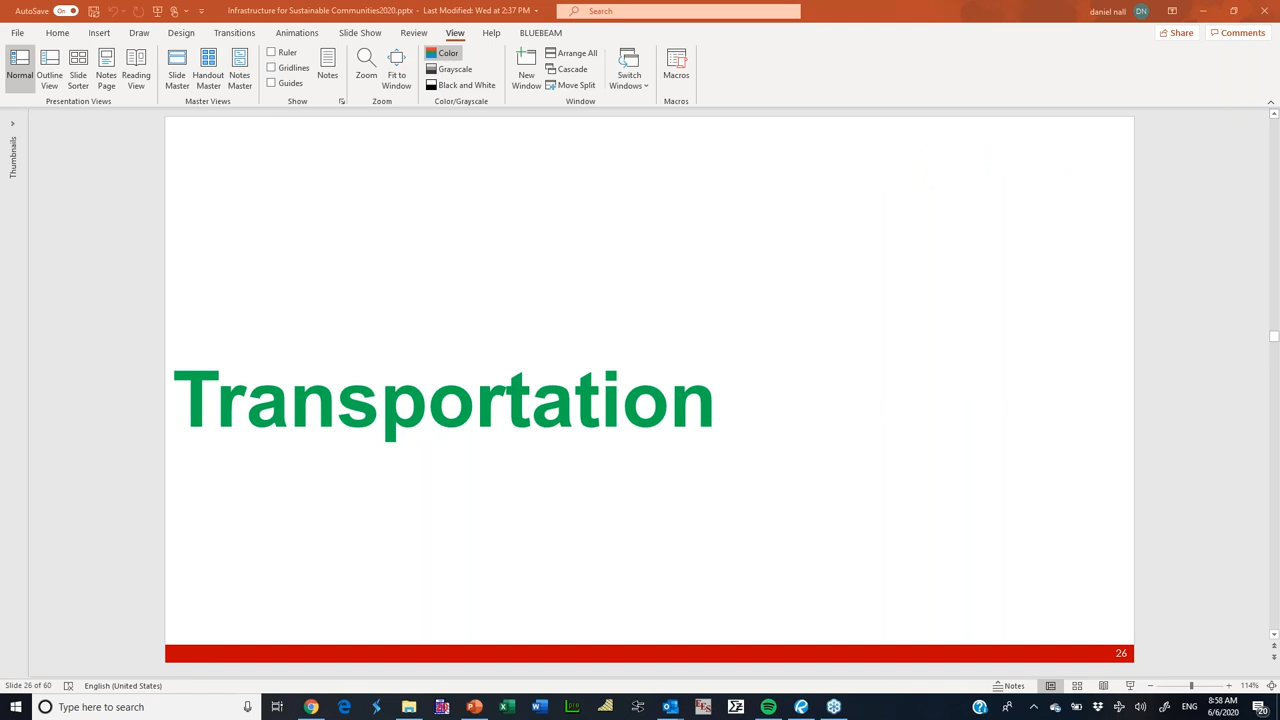 AutoSave On Infrastructure for Sustainable Communities2020.pptx - Last Modified: Wed at 2:37 PM Search daniel nall DN
File Home Insert Draw Design Transitions Animations Slide Show Review View Help BLUEBEAM Share Comments
Normal Outline View Slide Sorter Notes Page Reading View
Presentation Views
Slide Master Handout Master Notes Master
Master Views
Ruler
Gridlines
Guides
Notes
Show
Zoom Fit to Window
Zoom
Color
Grayscale
Black and White
Color/Grayscale
New Window
Arrange All
Cascade
Move Split
Switch Windows
Window
Macros
Macros
Thumbnails
Transportation
26
Slide 26 of 60 English (United States) Notes 114%
Type here to search
8:58 AM
6/6/2020